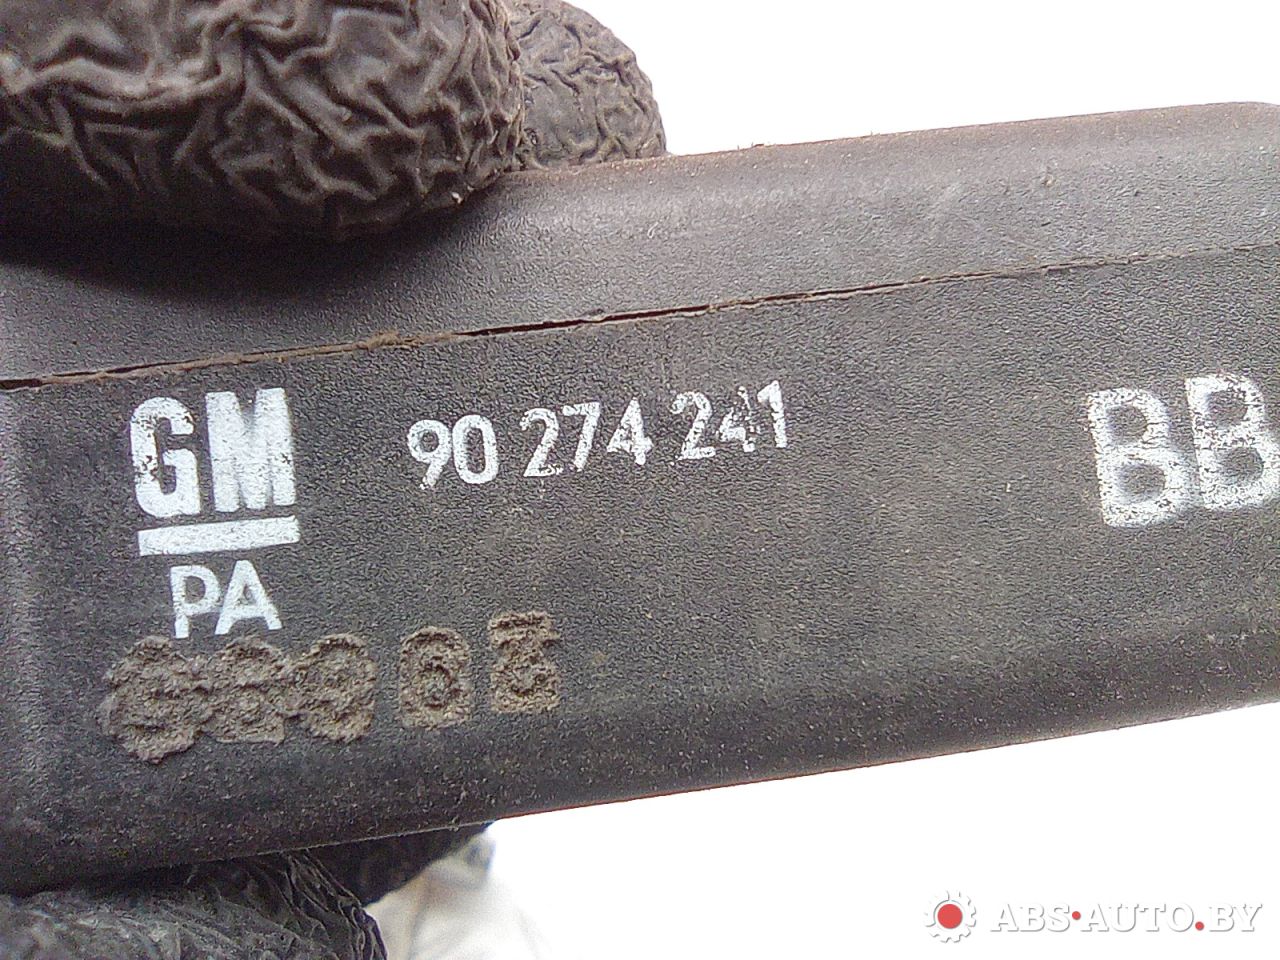 GM 90 274 241 BB
PA
ABS•AUTO.BY